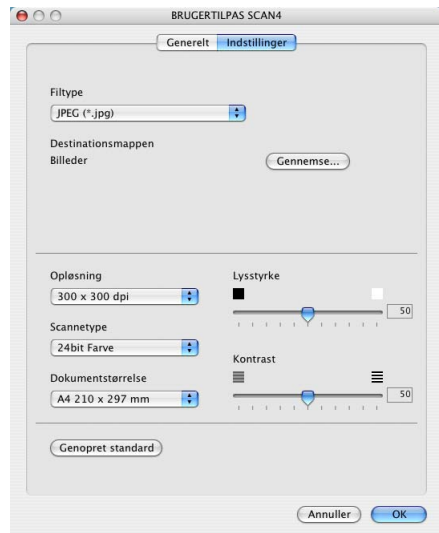 BRUGERTILPAS SCAN4
Generelt Indstillinger
Filtype
JPEG (*.jpg)
Destinationsmappen
Billeder
Gennemse...
Opløsning
300 x 300 dpi
Scannetype
24bit Farve
Dokumentstørrelse
A4 210 x 297 mm
Lysstyrke
50
Kontrast
50
Genopret standard
Annuller OK